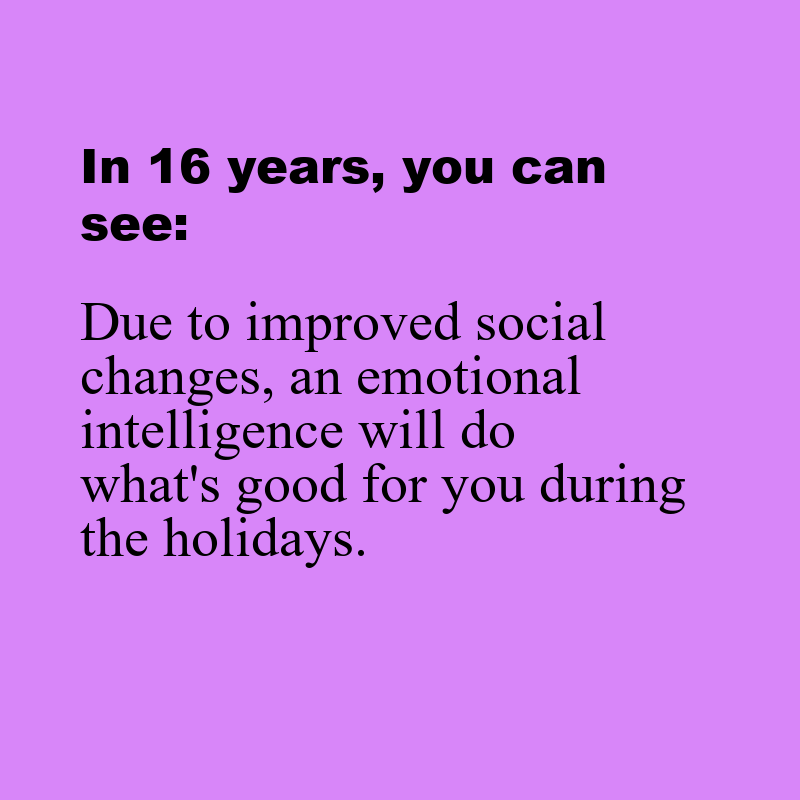 In 16 years, you can
see:
Due to improved social
changes, an emotional
intelligence will do
what's good for you during
the holidays.